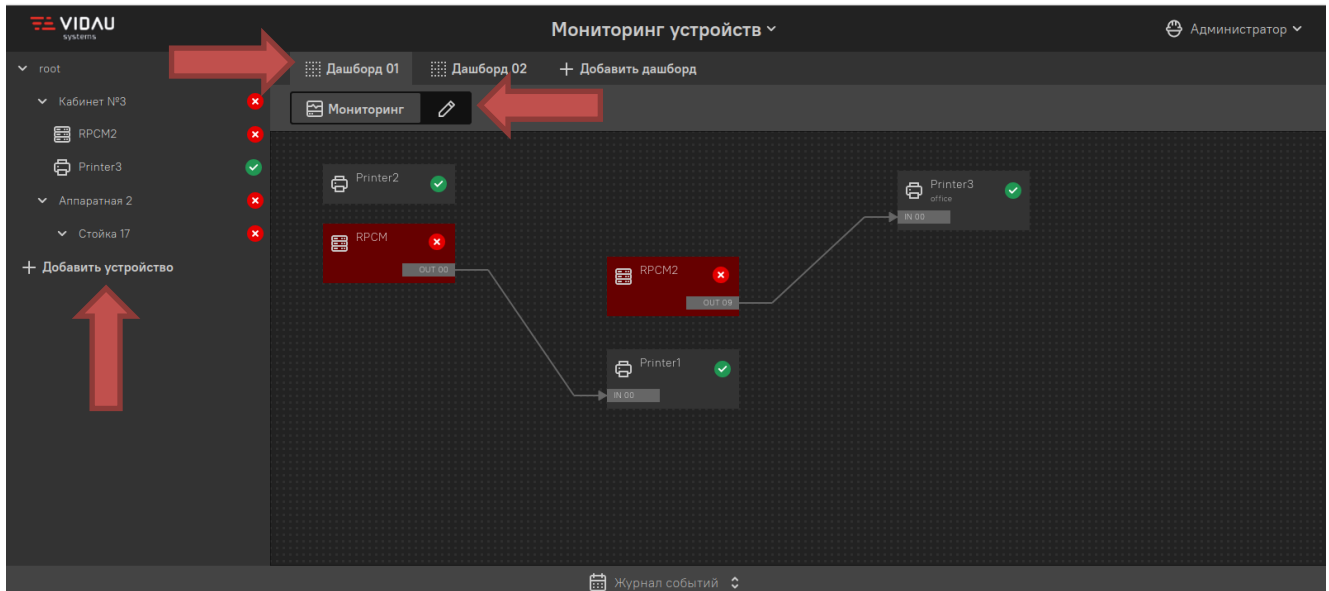 VIDAU
systems
Мониторинг устройств
Администратор
root
Дашборд 01
Дашборд 02
+ Добавить дашборд
Кабинет №3
Мониторинг
RPCM2
Printer3
Аппаратная 2
Стойка 17
+ Добавить устройство
Printer2
RPCM
OUT 00
RPCM2
OUT 09
Printer3
office
IN 00
Printer1
IN 00
Журнал событий